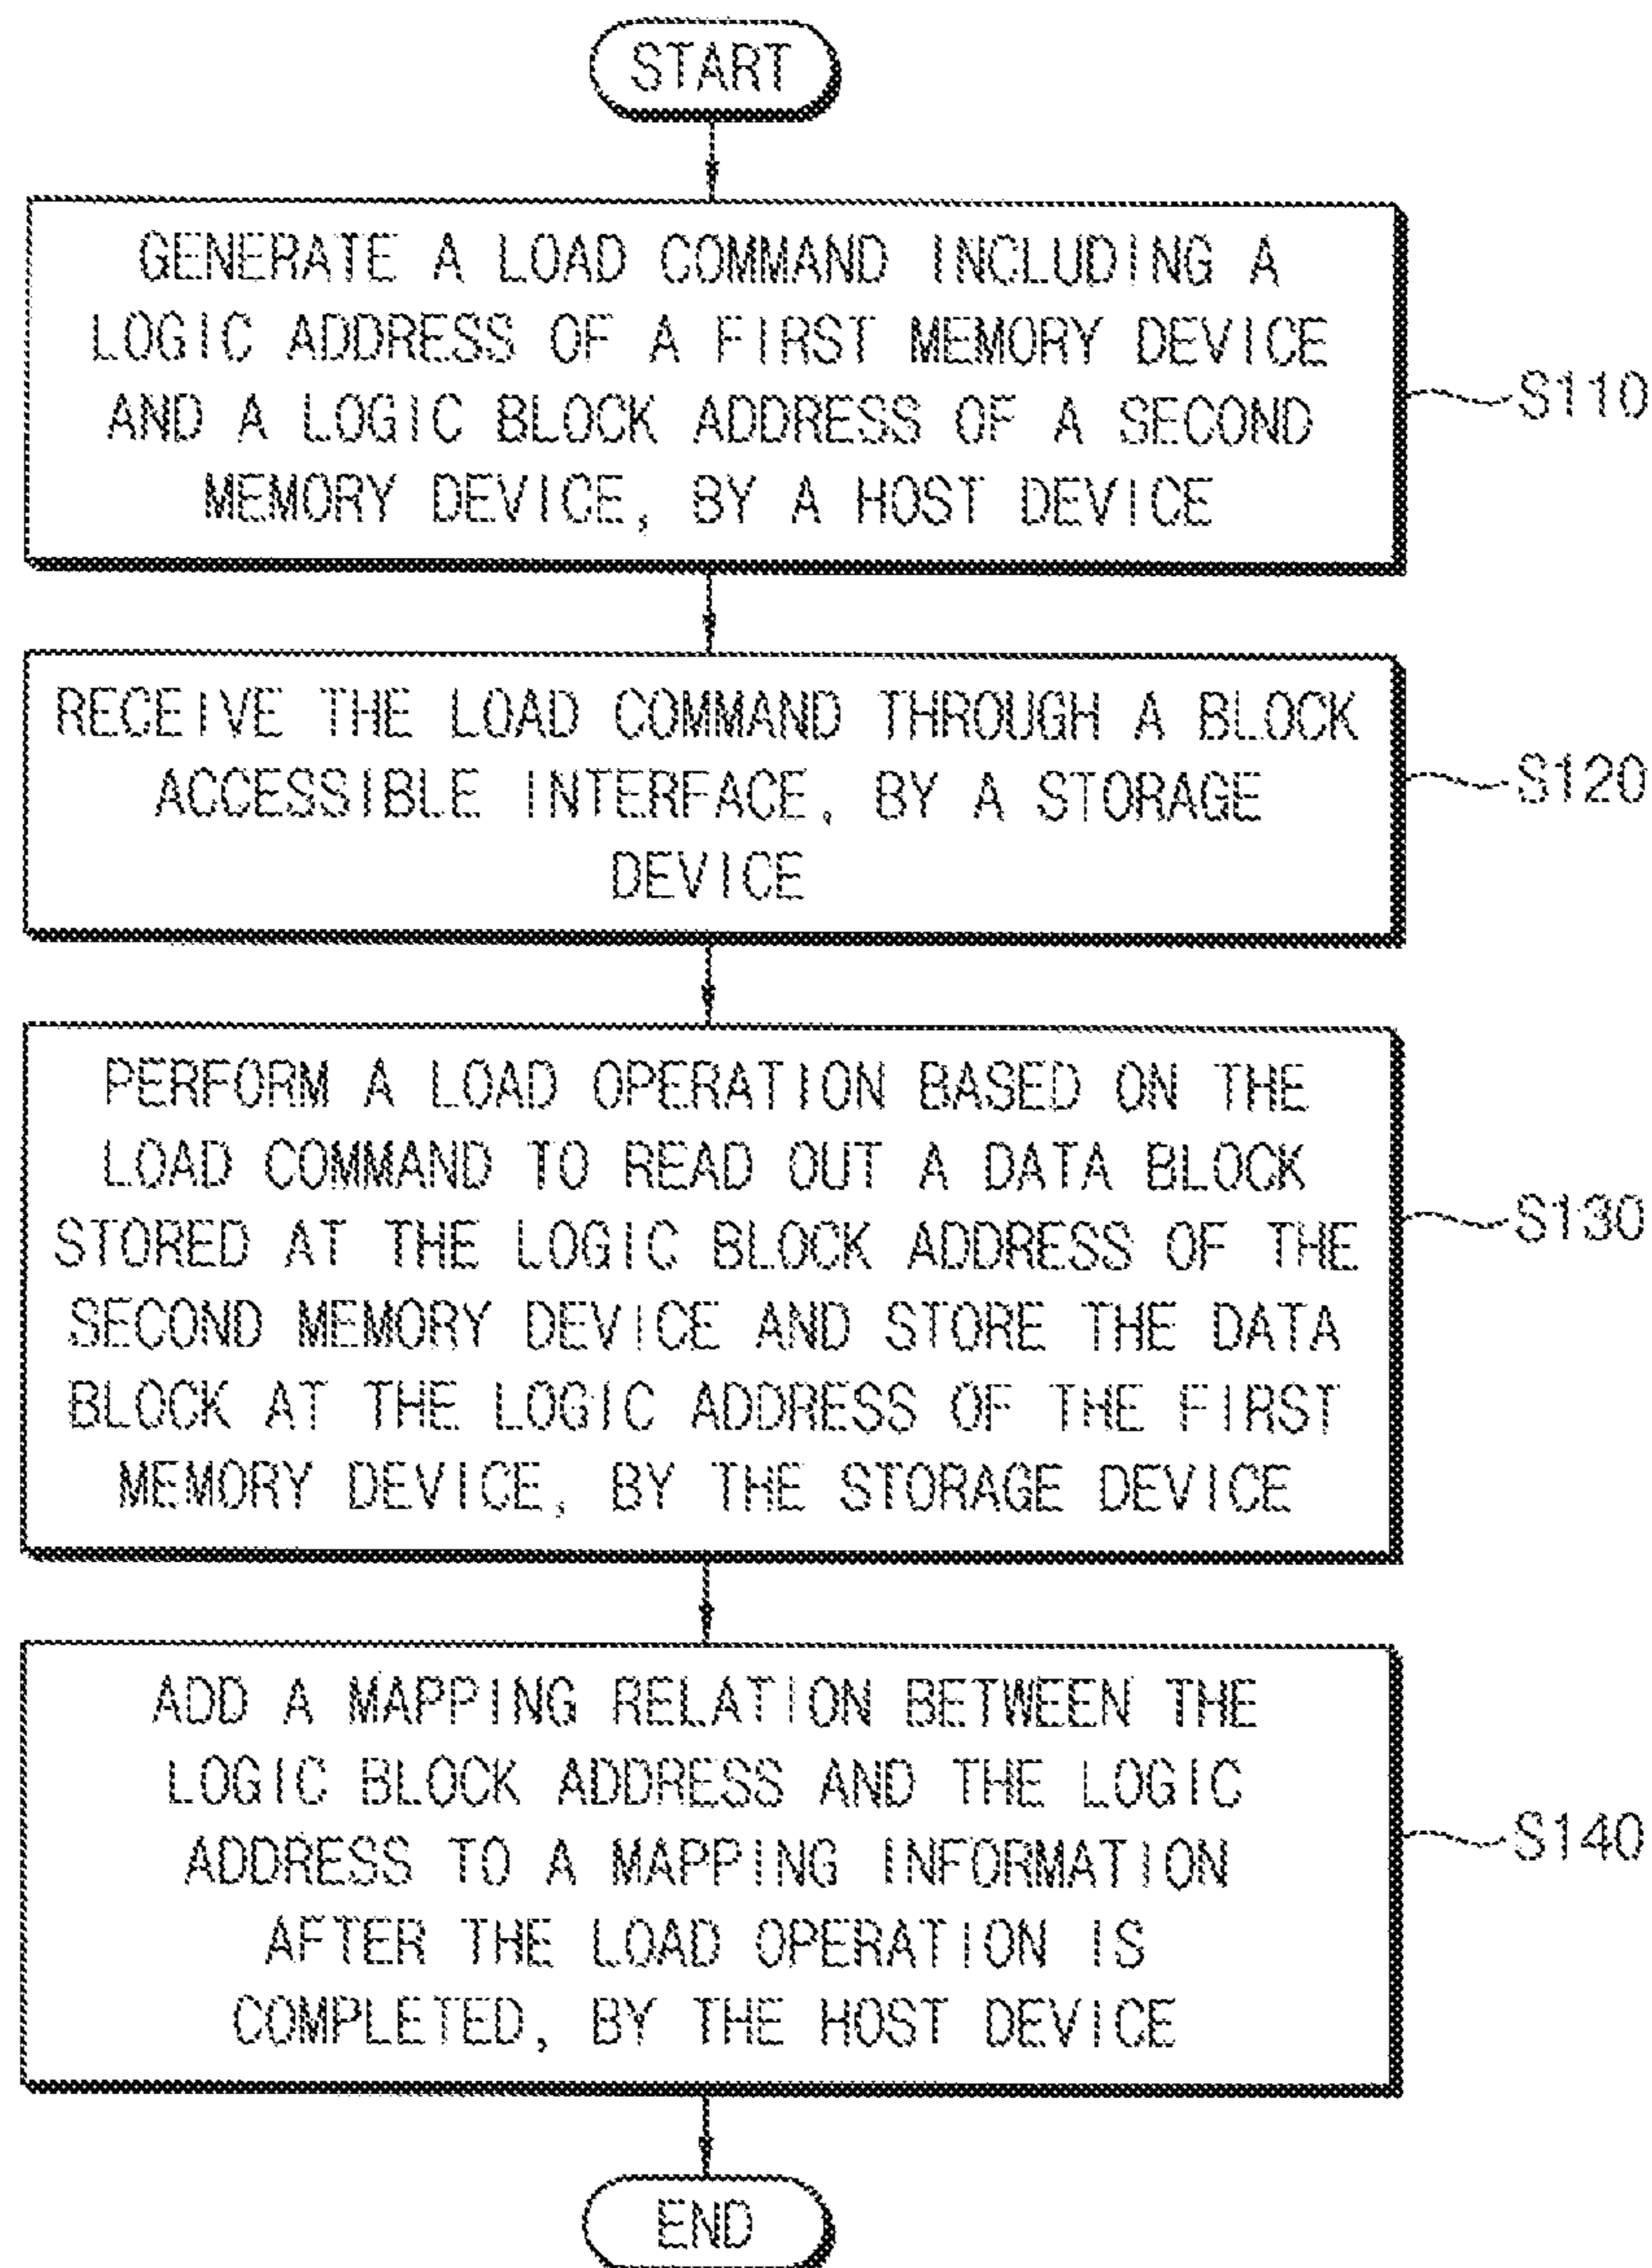 START
GENERATE A LOAD COMMAND INCLUDING A
LOGIC ADDRESS OF A FIRST MEMORY DEVICE
AND A LOGIC BLOCK ADDRESS OF A SECOND
MEMORY DEVICE, BY A HOST DEVICE
S110
RECEIVE THE LOAD COMMAND THROUGH A BLOCK
ACCESSIBLE INTERFACE, BY A STORAGE
DEVICE
S120
PERFORM A LOAD OPERATION BASED ON THE
LOAD COMMAND TO READ OUT A DATA BLOCK
STORED AT THE LOGIC BLOCK ADDRESS OF THE
SECOND MEMORY DEVICE AND STORE THE DATA
BLOCK AT THE LOGIC ADDRESS OF THE FIRST
MEMORY DEVICE, BY THE STORAGE DEVICE
S130
ADD A MAPPING RELATION BETWEEN THE
LOGIC BLOCK ADDRESS AND THE LOGIC
ADDRESS TO A MAPPING INFORMATION
AFTER THE LOAD OPERATION IS
COMPLETED, BY THE HOST DEVICE
S140
END